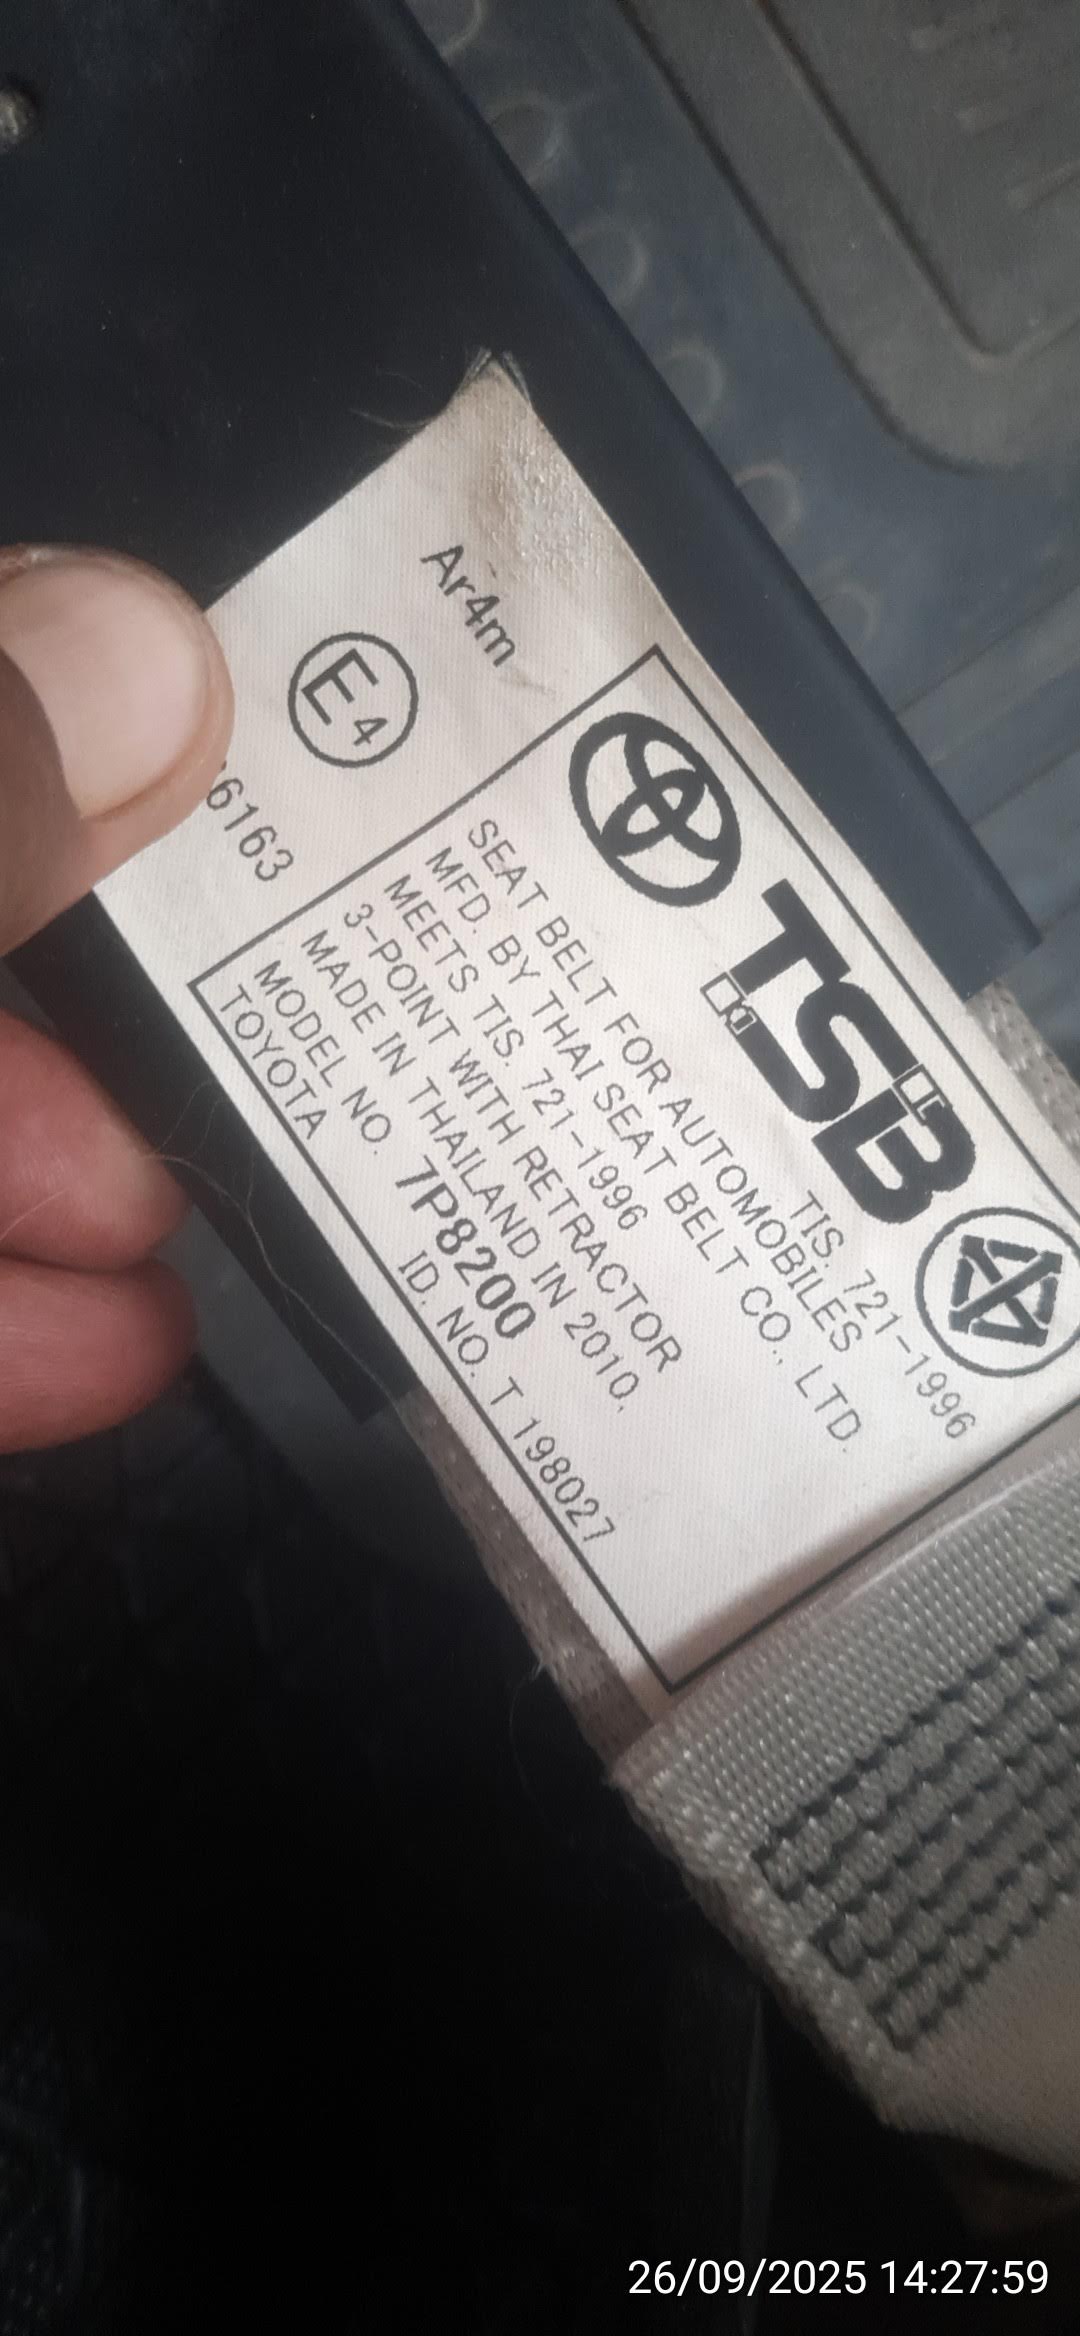 Ar4m
E4
6163
TSB
TIS. 721-1996
SEAT BELT FOR AUTOMOBILES
MFD. BY THAI SEAT BELT CO., LTD.
MEETS TIS. 721-1996
3-POINT WITH RETRACTOR
MADE IN THAILAND IN 2010.
MODEL NO. 7P8200
TOYOTA ID. NO. T 198027
26/09/2025 14:27:59